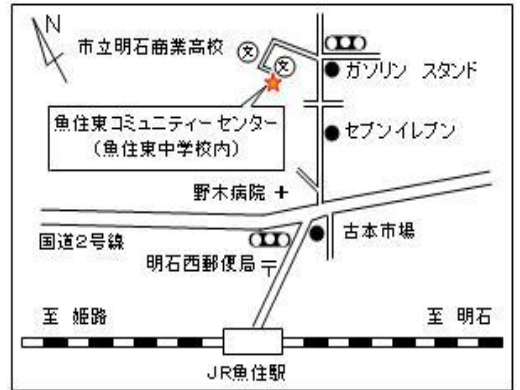 N
市立明石商業高校
文
文
ガソリン スタンド
魚住東コミュニティーセンター
(魚住東中学校内)
セブンイレブン
野木病院
国道2号線
古本市場
明石西郵便局〒
至 姫路
至 明石
JR魚住駅